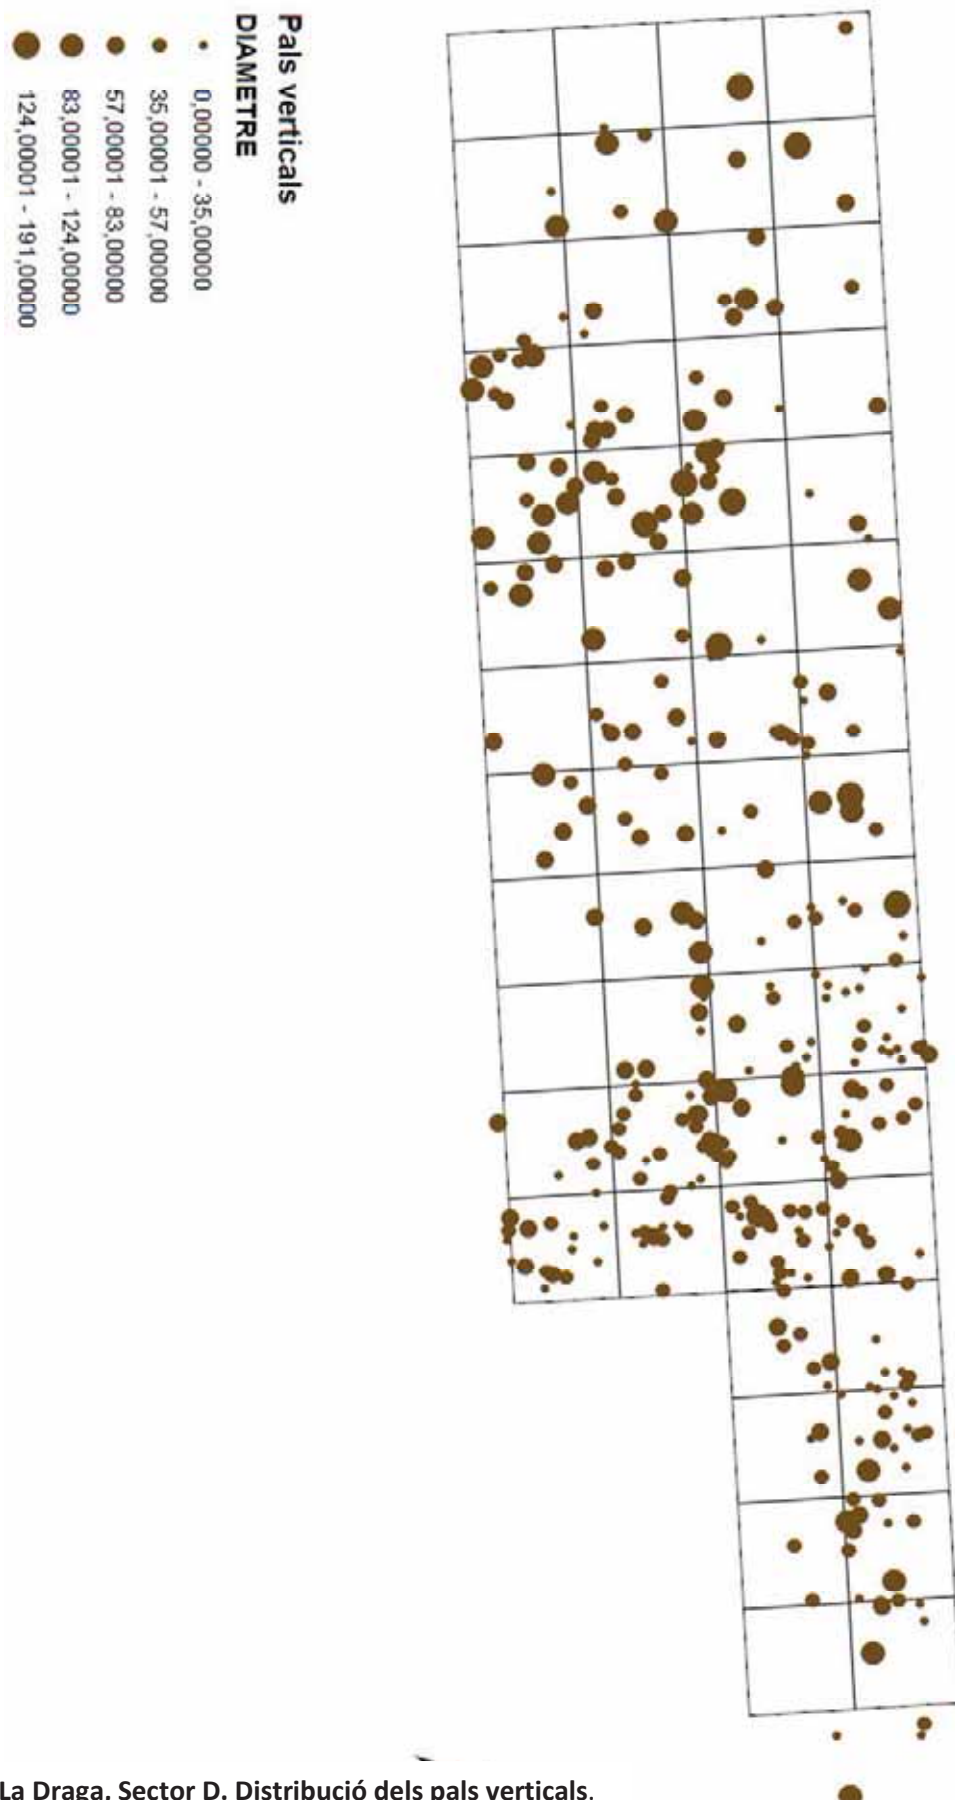 Pals verticals
DIAMETRE
0,00000 - 35,00000
35,00001 - 57,00000
57,00001 - 83,00000
83,00001 - 124,00000
124,00001 - 191,00000
La Draga. Sector D. Distribució dels pals verticals.